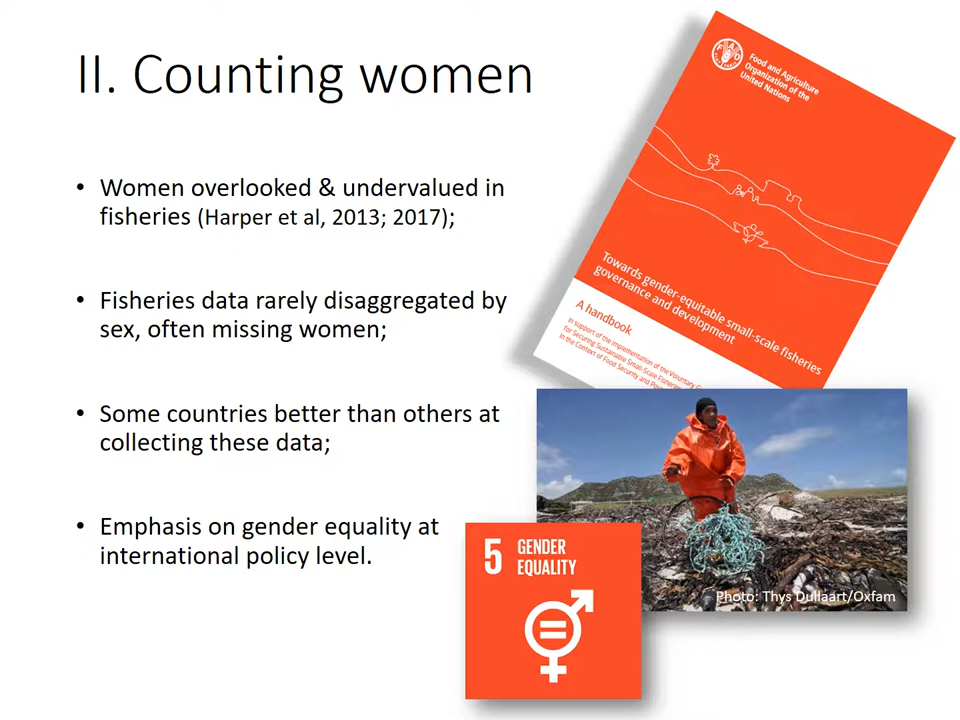 II. Counting women
• Women overlooked & undervalued in
fisheries (Harper et al, 2013; 2017);
• Fisheries data rarely disaggregated by
sex, often missing women;
• Some countries better than others at
collecting these data;
• Emphasis on gender equality at
international policy level.
FAO
Food and Agriculture
Organization of the
United Nations
Towards gender-equitable small-scale fisheries
governance and development
A handbook
In support of the implementation of the Voluntary
for Securing Sustainable Small-Scale Fisheries
in the Context of Food Security and
Photo: Thys Dullaart/Oxfam
5 GENDER
EQUALITY